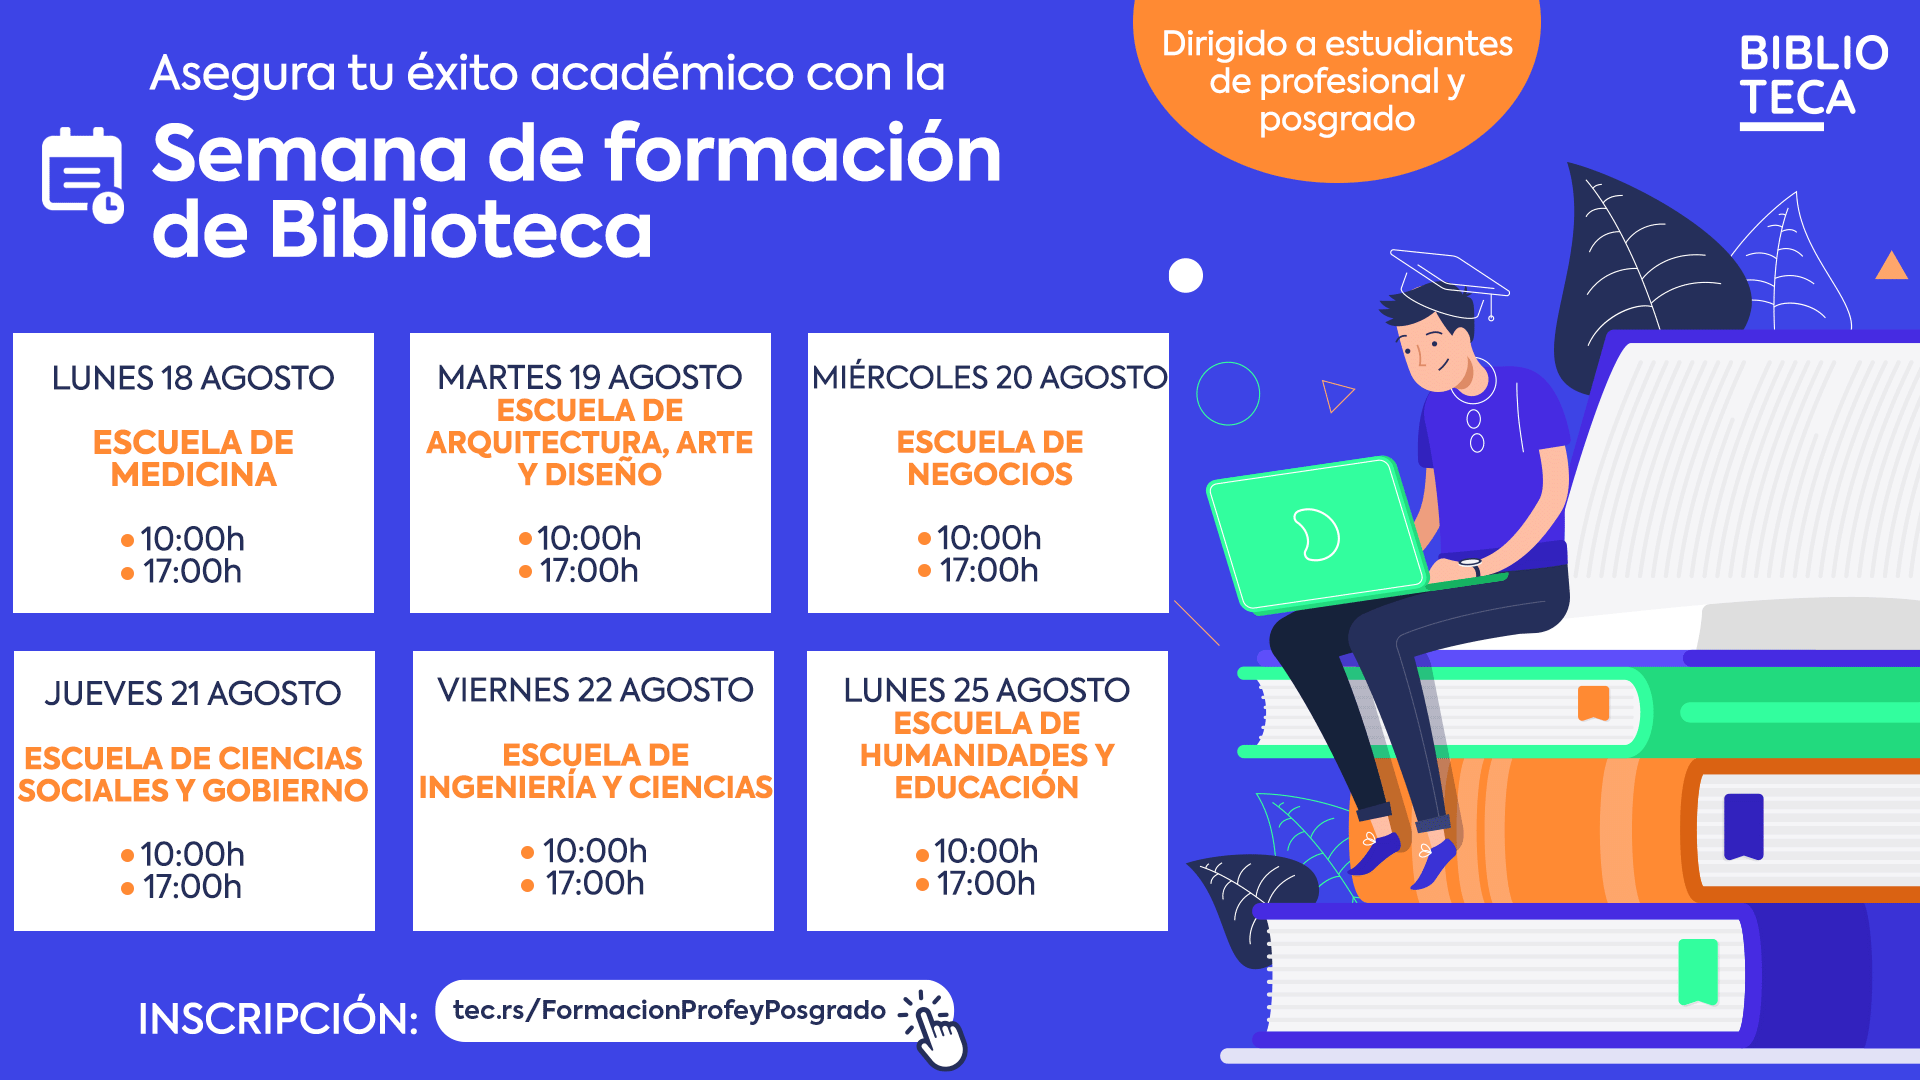 Asegura tu éxito académico con la
Semana de formación
de Biblioteca
Dirigido a estudiantes
de profesional y
posgrado
BIBLIO
TECA
LUNES 18 AGOSTO
ESCUELA DE
MEDICINA
10:00h
17:00h
MARTES 19 AGOSTO
ESCUELA DE
ARQUITECTURA, ARTE
Y DISEÑO
10:00h
17:00h
MIÉRCOLES 20 AGOSTO
ESCUELA DE
NEGOCIOS
10:00h
17:00h
JUEVES 21 AGOSTO
ESCUELA DE CIENCIAS
SOCIALES Y GOBIERNO
10:00h
17:00h
VIERNES 22 AGOSTO
ESCUELA DE
INGENIERÍA Y CIENCIAS
10:00h
17:00h
LUNES 25 AGOSTO
ESCUELA DE
HUMANIDADES Y
EDUCACIÓN
10:00h
17:00h
INSCRIPCIÓN:
tec.rs/FormacionProfeyPosgrado